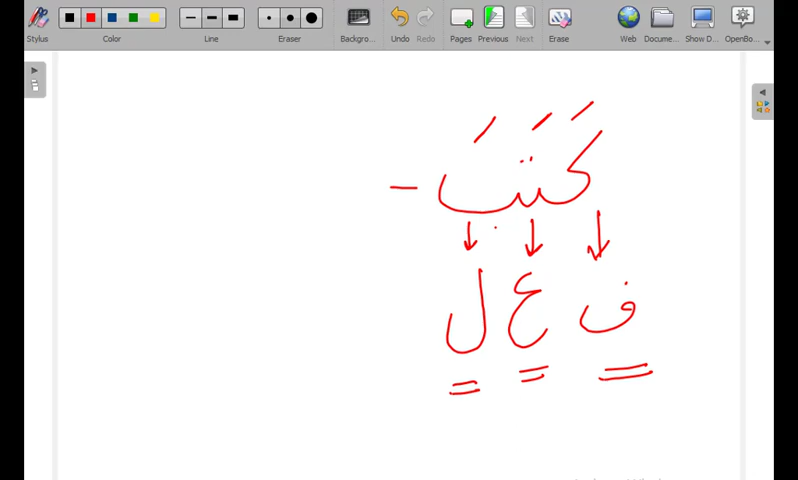 Stylus Color Line Eraser Backgro... Undo Redo Pages Previous Next Erase Web Docume... Show D... OpenBo...
كَتَبَ -
ف ع ل